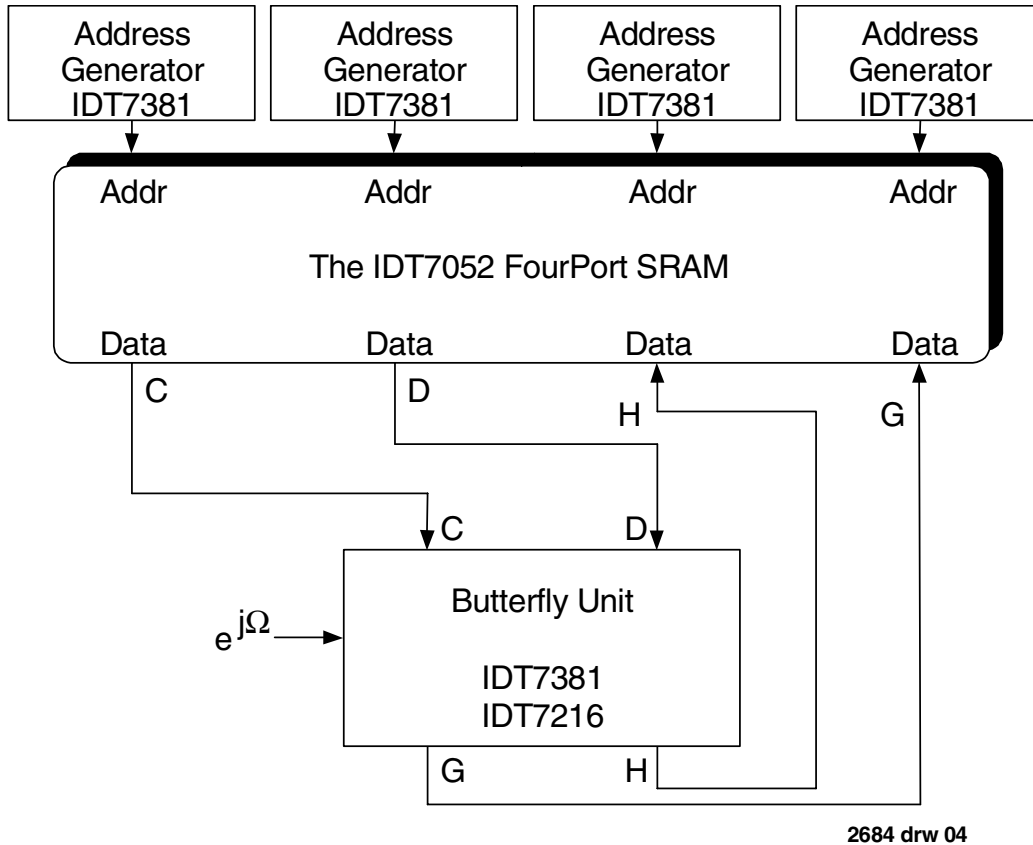 Address
Generator
IDT7381
Address
Generator
IDT7381
Address
Generator
IDT7381
Address
Generator
IDT7381
Addr
Addr
Addr
Addr
The IDT7052 FourPort SRAM
Data
Data
Data
Data
C
D
H
G
C
D
Butterfly Unit
e jΩ
IDT7381
IDT7216
G
H
2684 drw 04